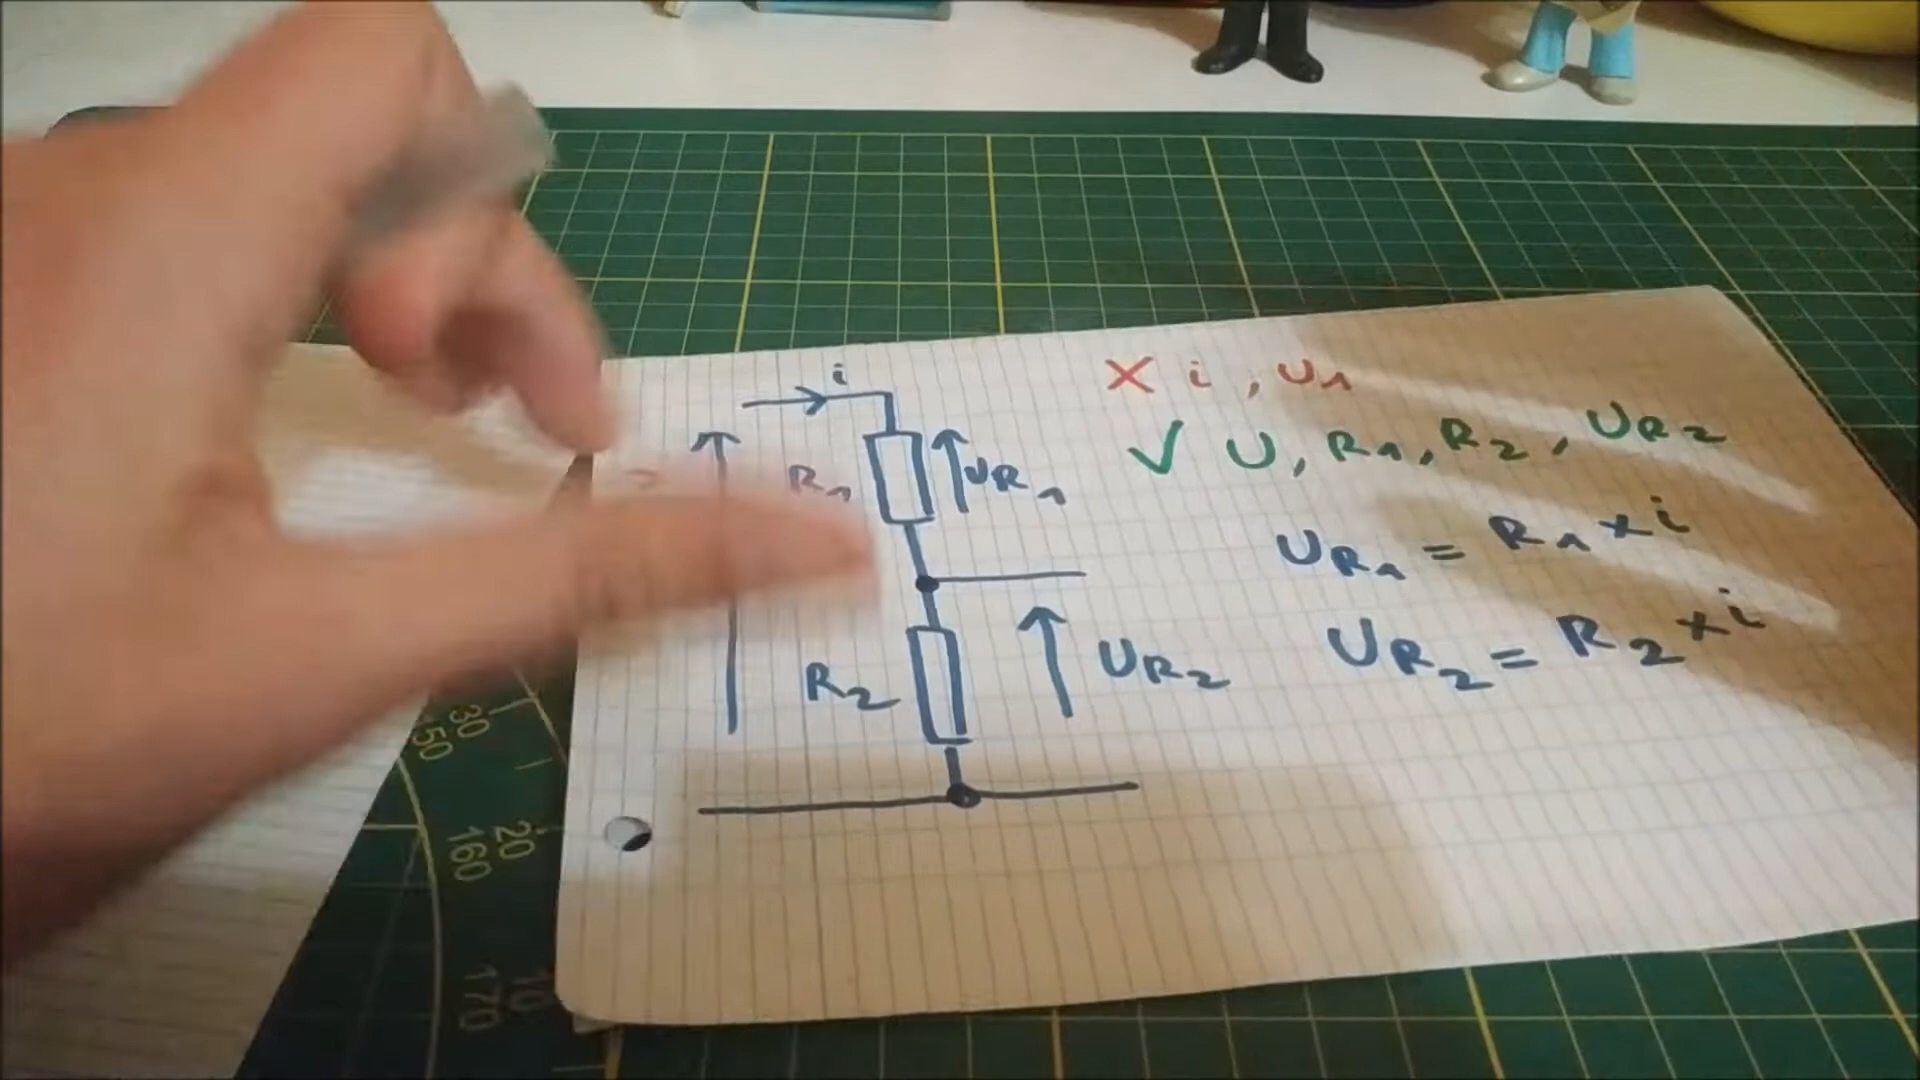 i
R1
UR1
R2
UR2
X i, U1
√ U, R1, R2, UR2
UR1 = R1 x i
UR2 = R2 x i
30
150
20
160
10
170